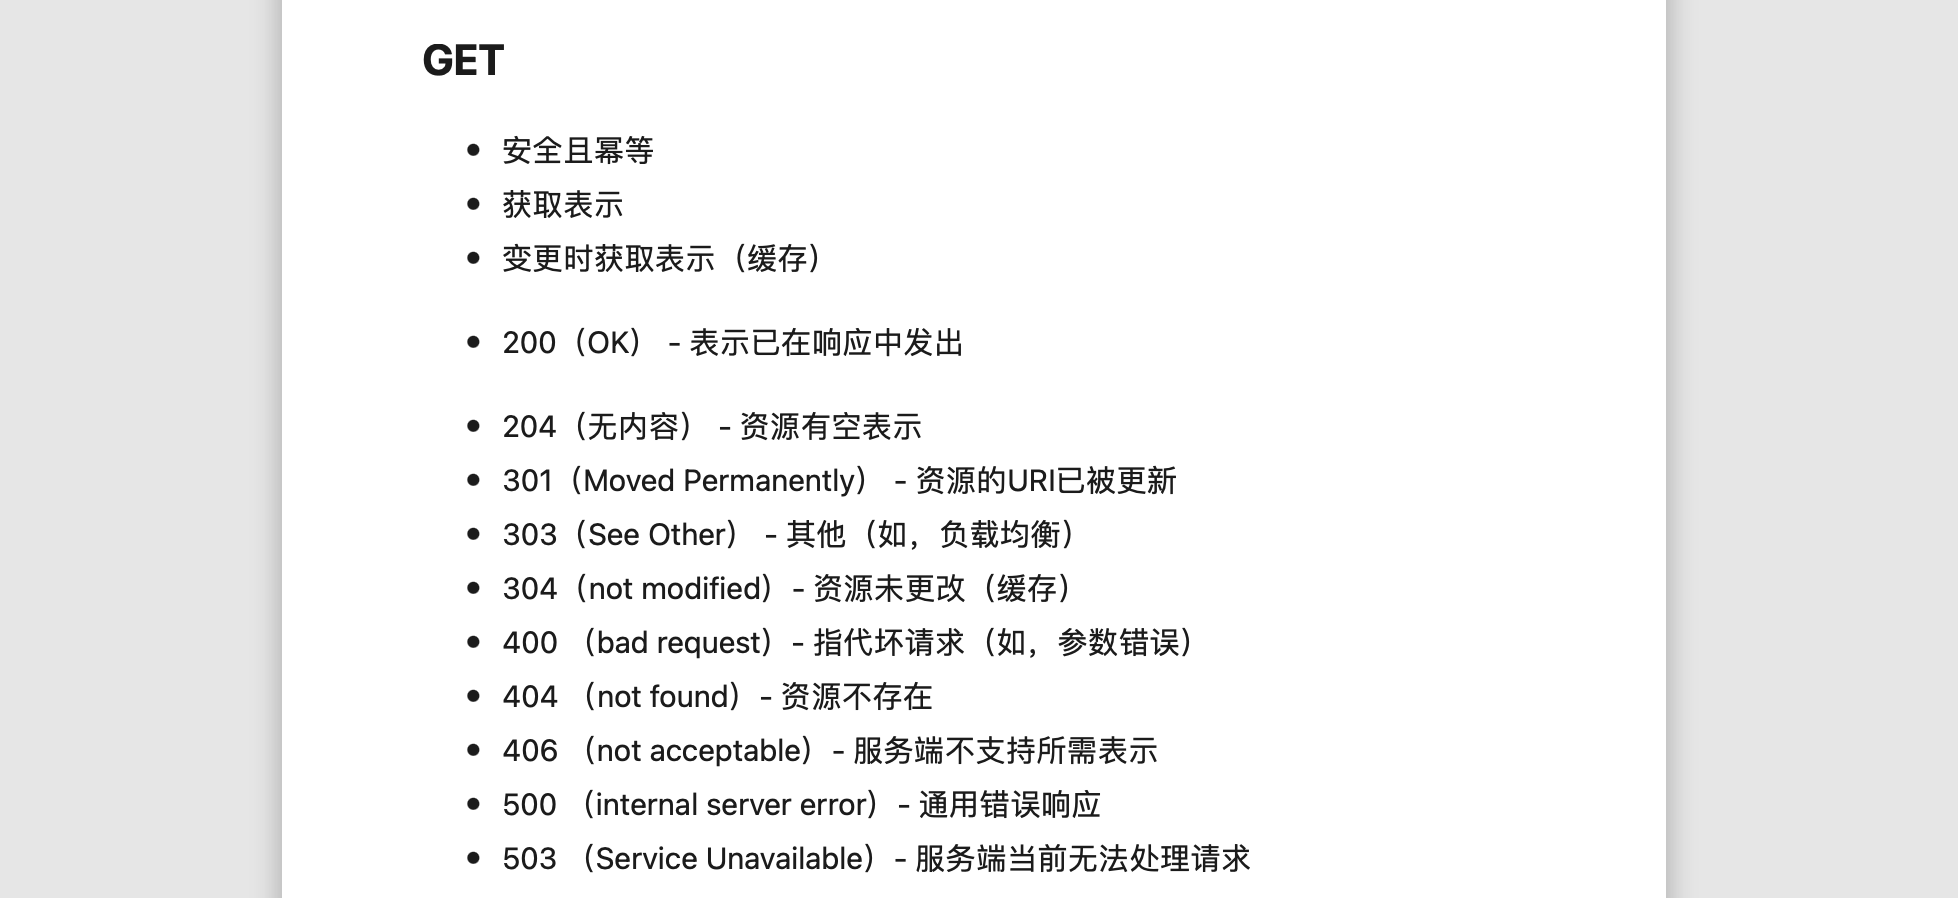 GET
安全且幂等
获取表示
变更时获取表示（缓存）
200（OK） - 表示已在响应中发出
204（无内容） - 资源有空表示
301（Moved Permanently） - 资源的URI已被更新
303（See Other） - 其他（如，负载均衡）
304（not modified）- 资源未更改（缓存）
400 （bad request）- 指代坏请求（如，参数错误）
404 （not found）- 资源不存在
406 （not acceptable）- 服务端不支持所需表示
500 （internal server error）- 通用错误响应
503 （Service Unavailable）- 服务端当前无法处理请求